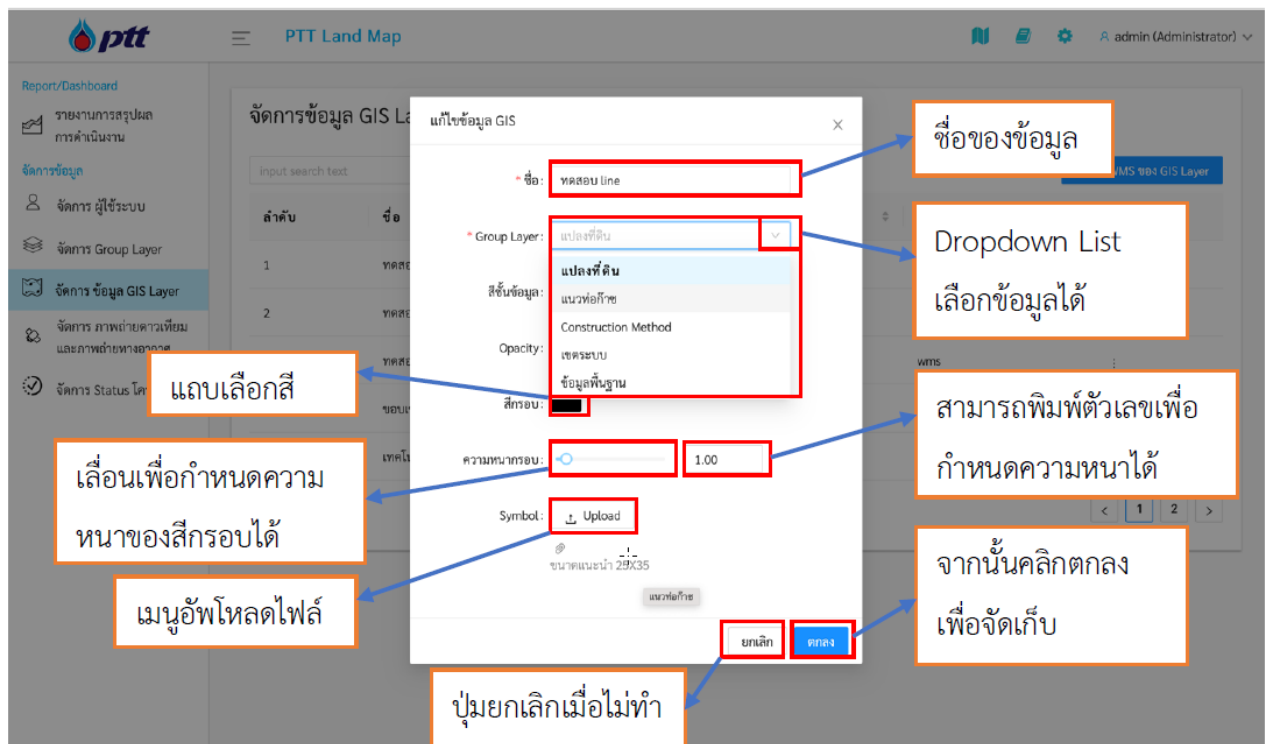 ptt
PTT Land Map
admin (Administrator)
Report/Dashboard
รายงานการสรุปผล
การดำเนินงาน
จัดการข้อมูล
จัดการ ผู้ใช้ระบบ
จัดการ Group Layer
จัดการ ข้อมูล GIS Layer
จัดการ ภาพถ่ายดาวเทียม
และภาพถ่ายทางอากาศ
จัดการ Status
จัดการข้อมูล GIS
input search text
WMS ของ GIS Layer
ลำดับ ชื่อ
1
2
wms
< 1 2 >
แก้ไขข้อมูล GIS
* ชื่อ : ทดสอบ line
* Group Layer : แปลงที่ดิน
แปลงที่ดิน
แนวท่อก๊าซ
Construction Method
เขตระบบ
ข้อมูลพื้นฐาน
สีชั้นข้อมูล :
Opacity :
สีกรอบ :
ความหนากรอบ : 1.00
Symbol : Upload
ขนาดแนะนำ 25X35
แนวท่อก๊าซ
ยกเลิก ตกลง
ชื่อของข้อมูล
Dropdown List
เลือกข้อมูลได้
แถบเลือกสี
สามารถพิมพ์ตัวเลขเพื่อ
กำหนดความหนาได้
เลื่อนเพื่อกำหนดความ
หนาของสีกรอบได้
เมนูอัพโหลดไฟล์
จากนั้นคลิกตกลง
เพื่อจัดเก็บ
ปุ่มยกเลิกเมื่อไม่ทำ